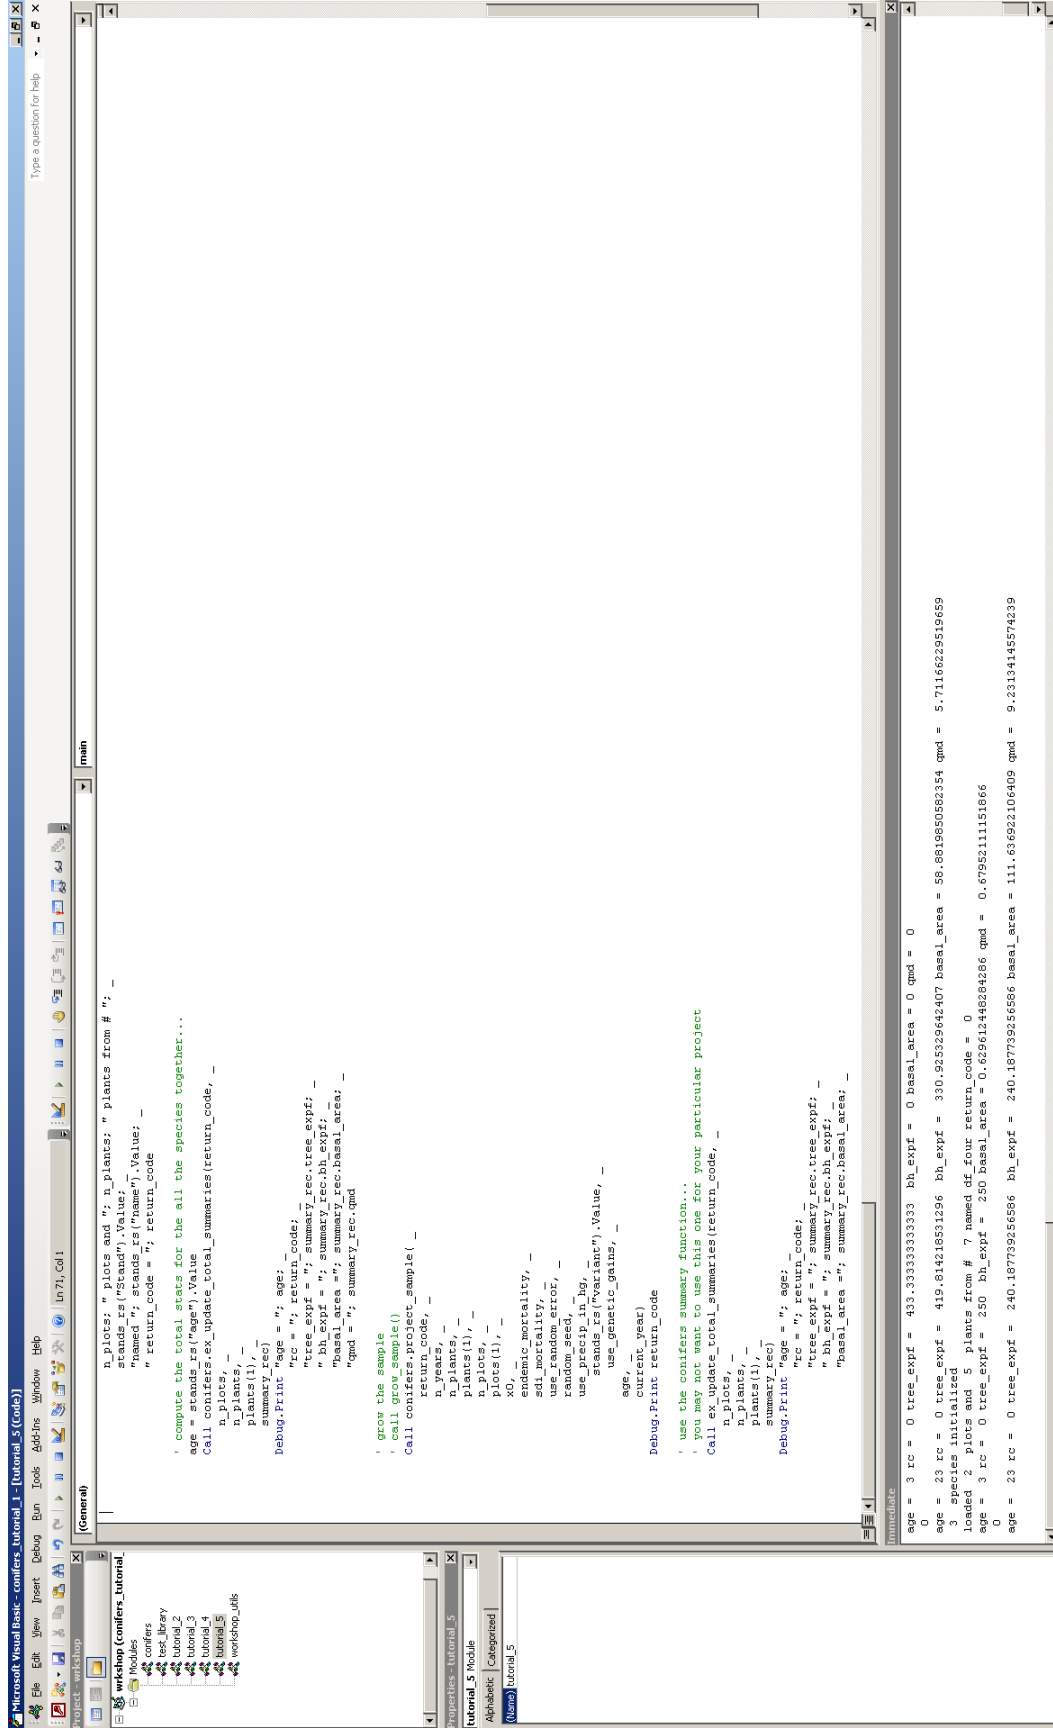 Microsoft Visual Basic - conifers_tutorial_1 - [tutorial_5 (Code)]
File Edit View Insert Debug Run Tools Add-Ins Window Help
Type a question for help
Ln 71, Col 1
Project - wrkshop
wrkshop (conifers_tutorial_
Modules
conifers
test_library
tutorial_2
tutorial_3
tutorial_4
tutorial_5
workshop_utils
Properties - tutorial_5
tutorial_5 Module
Alphabetic Categorized
(Name) tutorial_5
(General)
main
n_plots; " plots and "; n_plants; " plants from # "; _
stands_rs("Stand").Value; _
"named "; stands_rs("name").Value; _
" return_code = "; return_code
' compute the total stats for the all the species together...
age = stands_rs("age").Value
Call conifers.ex_update_total_summaries(return_code, _
n_plots, _
n_plants, _
plants(1), _
summary_rec)
Debug.Print "age = "; age; _
"rc = "; return_code; _
"tree_expf = "; summary_rec.tree_expf; _
" bh_expf = "; summary_rec.bh_expf; _
"basal_area ="; summary_rec.basal_area; _
"qmd = "; summary_rec.qmd
' grow the sample
' call grow_sample()
Call conifers.project_sample( _
return_code, _
n_years, _
n_plants, _
plants(1), _
n_plots, _
plots(1), _
x0, _
endemic_mortality, _
sdi_mortality, _
use_random_error, _
random_seed, _
use_precip_in_hg, _
stands_rs("variant").Value, _
use_genetic_gains, _
age, _
current_year)
Debug.Print return_code
' use the conifers summary function...
' you may not want to use this one for your particular project
Call ex_update_total_summaries(return_code, _
n_plots, _
n_plants, _
plants(1), _
summary_rec)
Debug.Print "age = "; age; _
"rc = "; return_code; _
"tree_expf = "; summary_rec.tree_expf; _
" bh_expf = "; summary_rec.bh_expf; _
"basal_area ="; summary_rec.basal_area; _
Immediate
age = 3 rc = 0 tree_expf = 433.333333333333 bh_expf = 0 basal_area = 0 qmd = 0
0
age = 23 rc = 0 tree_expf = 419.814218531296 bh_expf = 330.925329642407 basal_area = 58.8819850582354 qmd = 5.71166229519659
3 species initialized
loaded 2 plots and 5 plants from # 7 named df_four return_code = 0
age = 3 rc = 0 tree_expf = 250 bh_expf = 250 basal_area = 0.629612448284286 qmd = 0.67952111151866
0
age = 23 rc = 0 tree_expf = 240.187739256586 bh_expf = 240.187739256586 basal_area = 111.636922106409 qmd = 9.23134145574239